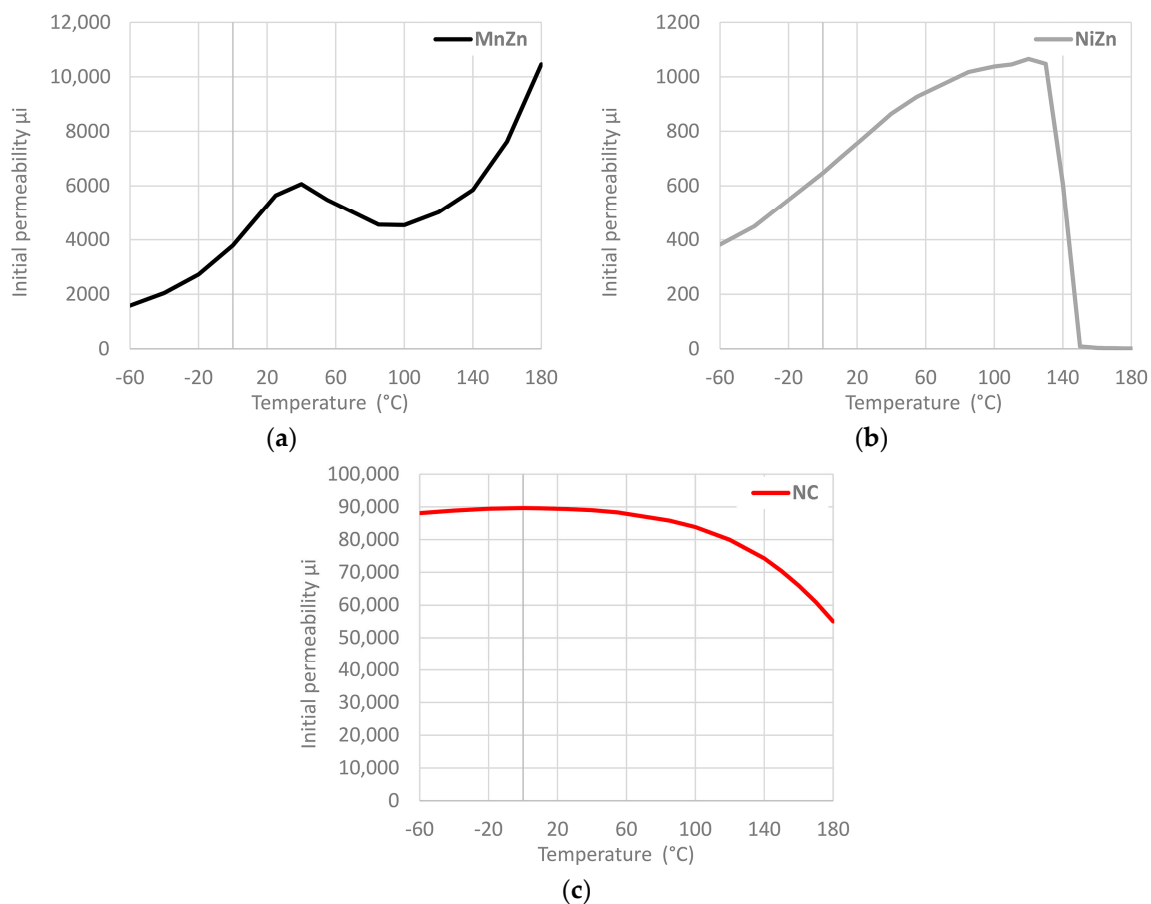 12,000
10,000
8000
6000
4000
2000
0
Initial permeability µi
MnZn
-60 -20 20 60 100 140 180
Temperature (°C)
(a)
1200
1000
800
600
400
200
0
Initial permeability µi
NiZn
-60 -20 20 60 100 140 180
Temperature (°C)
(b)
100,000
90,000
80,000
70,000
60,000
50,000
40,000
30,000
20,000
10,000
0
Initial permeability µi
NC
-60 -20 20 60 100 140 180
Temperature (°C)
(c)